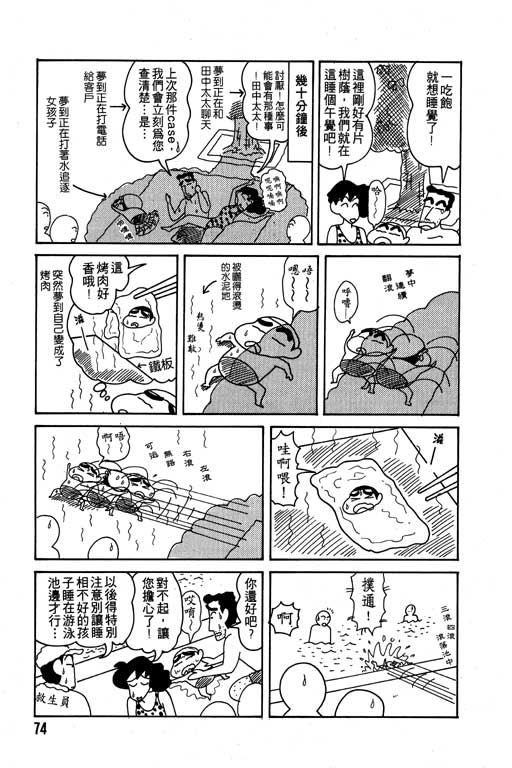 一吃飽
就想睡覺了！
這裡剛好有片
樹蔭，我們就在
這睡個午覺吧！
哈～
幾十分鐘後
討厭！怎麼可
能會有那種事
！田中太太！
夢到正在和
田中太太聊天
上次那件case，
我們會立刻為您
查清楚…是…
夢到正在打電話
給客戶
夢到正在打著水追逐
女孩子
夢中
連續
翻滾
呼嚕～
唔
嗯～
被曬得滾燙
的水泥地
熱燙
難耐
這
烤肉好
香哦！
滋
鐵板
突然夢到自己變成了
烤肉
滋
哇啊喂！
左滾
右滾
無路
可逃
唔
啊～
三滾四滾
滾落池中
撲通！
啊
你還好吧？
哎
唷～
對不起，讓
您擔心了！
以後得特別
注意別讓睡
相不好的孩
子睡在游泳
池邊才行…
救生員
74